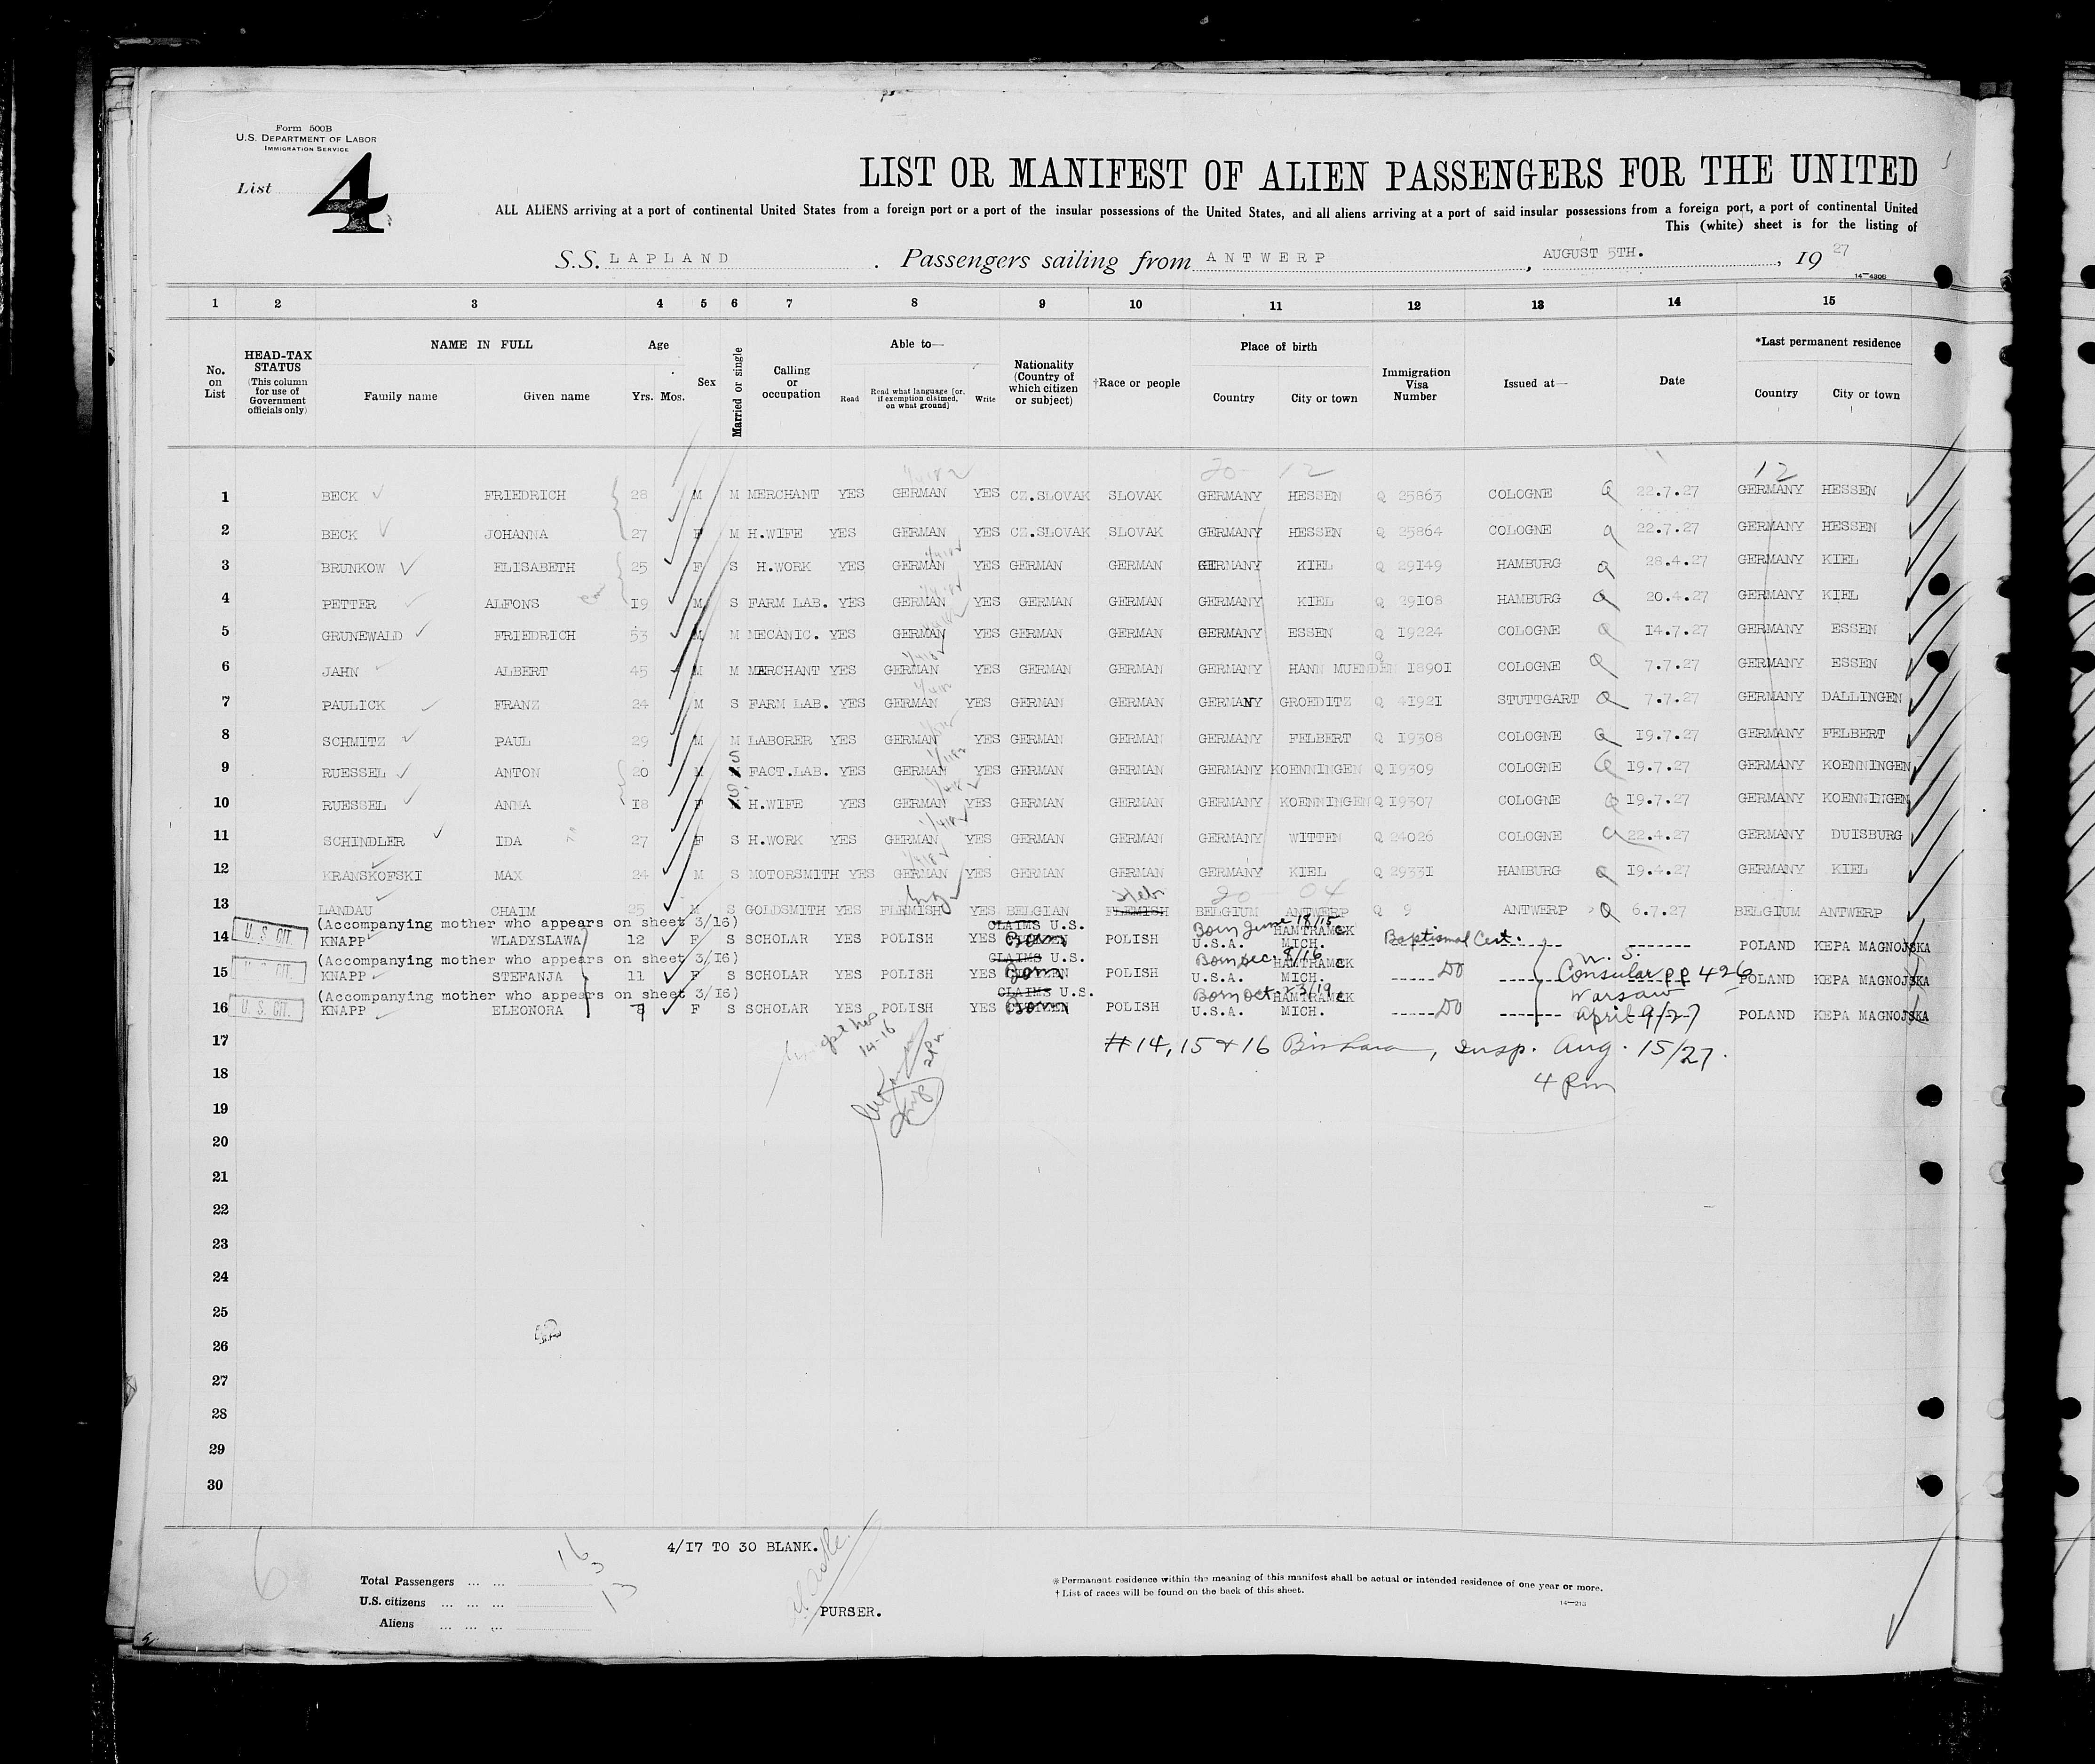 Form 500B
U.S. DEPARTMENT OF LABOR
IMMIGRATION SERVICE
List 4
LIST OR MANIFEST OF ALIEN PASSENGERS FOR THE UNITED
ALL ALIENS arriving at a port of continental United States from a foreign port or a port of the insular possessions of the United States, and all aliens arriving at a port of said insular possessions from a foreign port, a port of continental United
This (white) sheet is for the listing of
S.S. LAPLAND . Passengers sailing from ANTWERP , AUGUST 5TH. , 19 27
1 2 3 4 5 6 7 8 9 10 11 12 13 14 15
No. on List
HEAD-TAX STATUS (This column for use of Government officials only)
NAME IN FULL Family name Given name
Age Yrs. Mos.
Sex
Married or single
Calling or occupation
Able to— Read Read what language [or, if exemption claimed, on what ground] Write
Nationality (Country of which citizen or subject)
†Race or people
Place of birth Country City or town
Immigration Visa Number
Issued at—
Date
*Last permanent residence Country City or town
20 12 12
1 BECK FRIEDRICH 28 M M MERCHANT YES GERMAN YES CZ.SLOVAK SLOVAK GERMANY HESSEN Q 25863 COLOGNE Q 22.7.27 GERMANY HESSEN
2 BECK JOHANNA 27 F M H.WIFE YES GERMAN YES CZ.SLOVAK SLOVAK GERMANY HESSEN Q 25864 COLOGNE Q 22.7.27 GERMANY HESSEN
3 BRUNKOW ELISABETH 25 F S H.WORK YES GERMAN YES GERMAN GERMAN GERMANY KIEL Q 29149 HAMBURG Q 28.4.27 GERMANY KIEL
4 PETTER ALFONS 19 M S FARM LAB. YES GERMAN YES GERMAN GERMAN GERMANY KIEL Q 29108 HAMBURG Q 20.4.27 GERMANY KIEL
5 GRUNEWALD FRIEDRICH 53 M M MECANIC. YES GERMAN YES GERMAN GERMAN GERMANY ESSEN Q 19224 COLOGNE Q 14.7.27 GERMANY ESSEN
6 JAHN ALBERT 45 M M MERCHANT YES GERMAN YES GERMAN GERMAN GERMANY HANN MUENDEN Q 18901 COLOGNE Q 7.7.27 GERMANY ESSEN
7 PAULICK FRANZ 24 M S FARM LAB. YES GERMAN YES GERMAN GERMAN GERMANY GROEDITZ Q 41921 STUTTGART Q 7.7.27 GERMANY DALLINGEN
8 SCHMITZ PAUL 29 M M LABORER YES GERMAN YES GERMAN GERMAN GERMANY FELBERT Q 19308 COLOGNE Q 19.7.27 GERMANY FELBERT
9 RUESSEL ANTON 20 M S FACT.LAB. YES GERMAN YES GERMAN GERMAN GERMANY KOENNINGEN Q 19309 COLOGNE Q 19.7.27 GERMANY KOENNINGEN
10 RUESSEL ANNA 18 F S H.WIFE YES GERMAN YES GERMAN GERMAN GERMANY KOENNINGEN Q 19307 COLOGNE Q 19.7.27 GERMANY KOENNINGEN
11 SCHINDLER IDA 27 F S H.WORK YES GERMAN YES GERMAN GERMAN GERMANY WITTEN Q 24026 COLOGNE Q 22.4.27 GERMANY DUISBURG
12 KRANSKOFSKI MAX 24 M S MOTORSMITH YES GERMAN YES GERMAN GERMAN GERMANY KIEL Q 29331 HAMBURG Q 19.4.27 GERMANY KIEL
Hebr 20 04
13 LANDAU CHAIM 25 M S GOLDSMITH YES FLEMISH YES BELGIAN FLEMISH BELGIUM ANTWERP Q 9 ANTWERP Q 6.7.27 BELGIUM ANTWERP
(Accompanying mother who appears on sheet 3/16) CLAIMS U.S. Born June 18/15 HAMTRAMCK
14 U. S. CIT. KNAPP WLADYSLAWA 12 F S SCHOLAR YES POLISH YES CITIZEN Born POLISH U.S.A. MICH. Baptismal Cert. ------- ------- POLAND KEPA MAGNOJSKA
(Accompanying mother who appears on sheet 3/16) CLAIMS U.S. Born Dec. 8/16 HAMTRAMCK U. S.
15 U. S. CIT. KNAPP STEFANJA 11 F S SCHOLAR YES POLISH YES CITIZEN Born POLISH U.S.A. MICH. ----- DO Consular pp 426 POLAND KEPA MAGNOJSKA
(Accompanying mother who appears on sheet 3/16) CLAIMS U.S. Born Oct. 23/19 HAMTRAMCK Warsaw
16 U. S. CIT. KNAPP ELEONORA 7 F S SCHOLAR YES POLISH YES CITIZEN Born POLISH U.S.A. MICH. ----- DO ------- April 9/27 POLAND KEPA MAGNOJSKA
17 14-16 #14, 15 & 16 Insp. Aug. 15/27.
18 4 Pm
19
20
21
22
23
24
25
26
27
28
29
30
4/17 TO 30 BLANK.
Total Passengers ... ... 16
U.S. citizens ... ... ... 3
Aliens ... ... ... 13
PURSER.
* Permanent residence within the meaning of this manifest shall be actual or intended residence of one year or more.
† List of races will be found on the back of this sheet.